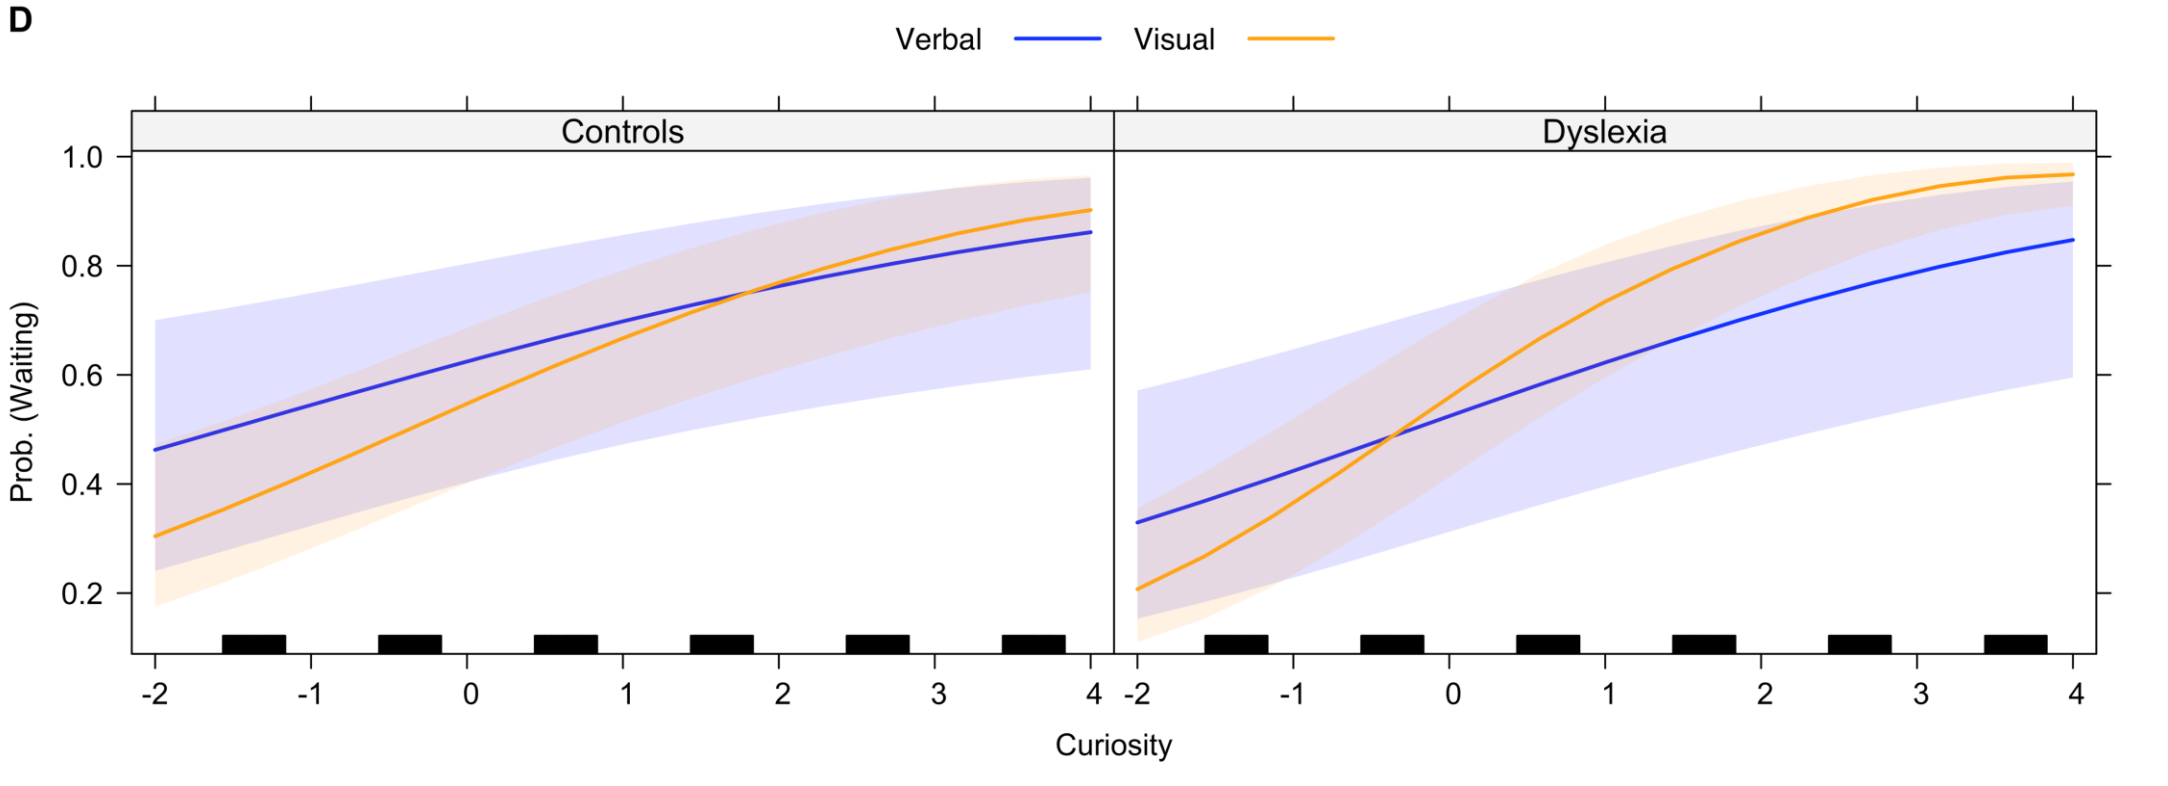 D
Verbal Visual
Controls Dyslexia
1.0
0.8
0.6
0.4
0.2
Prob. (Waiting)
-2 -1 0 1 2 3 4 -2 -1 0 1 2 3 4
Curiosity